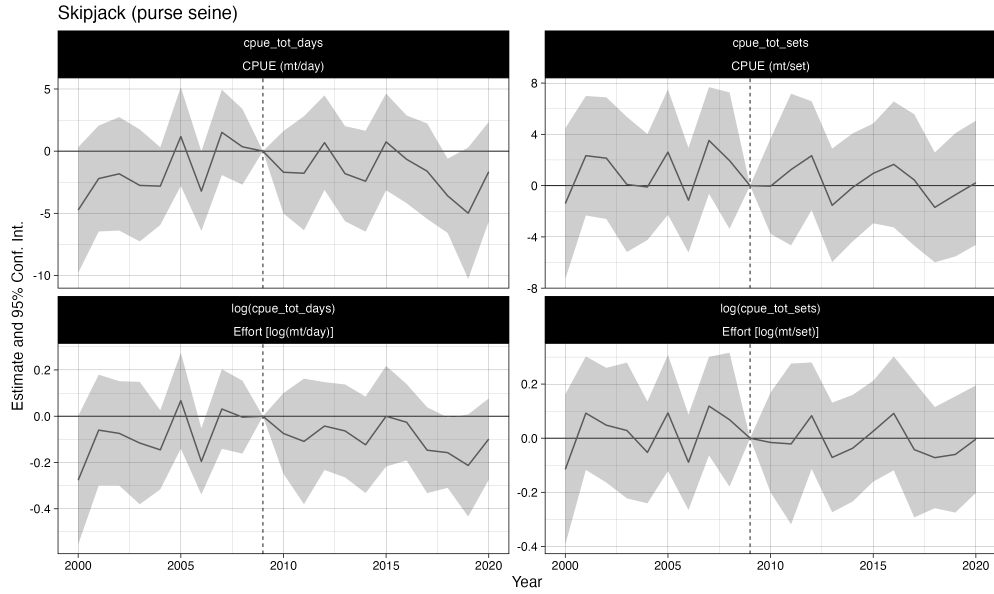 Skipjack (purse seine)
cpue_tot_days
CPUE (mt/day)
cpue_tot_sets
CPUE (mt/set)
5
0
-5
-10
8
4
0
-4
-8
log(cpue_tot_days)
Effort [log(mt/day)]
log(cpue_tot_sets)
Effort [log(mt/set)]
0.2
0.0
-0.2
-0.4
0.2
0.0
-0.2
-0.4
2000
2005
2010
2015
2020
2000
2005
2010
2015
2020
Year
Estimate and 95% Conf. Int.